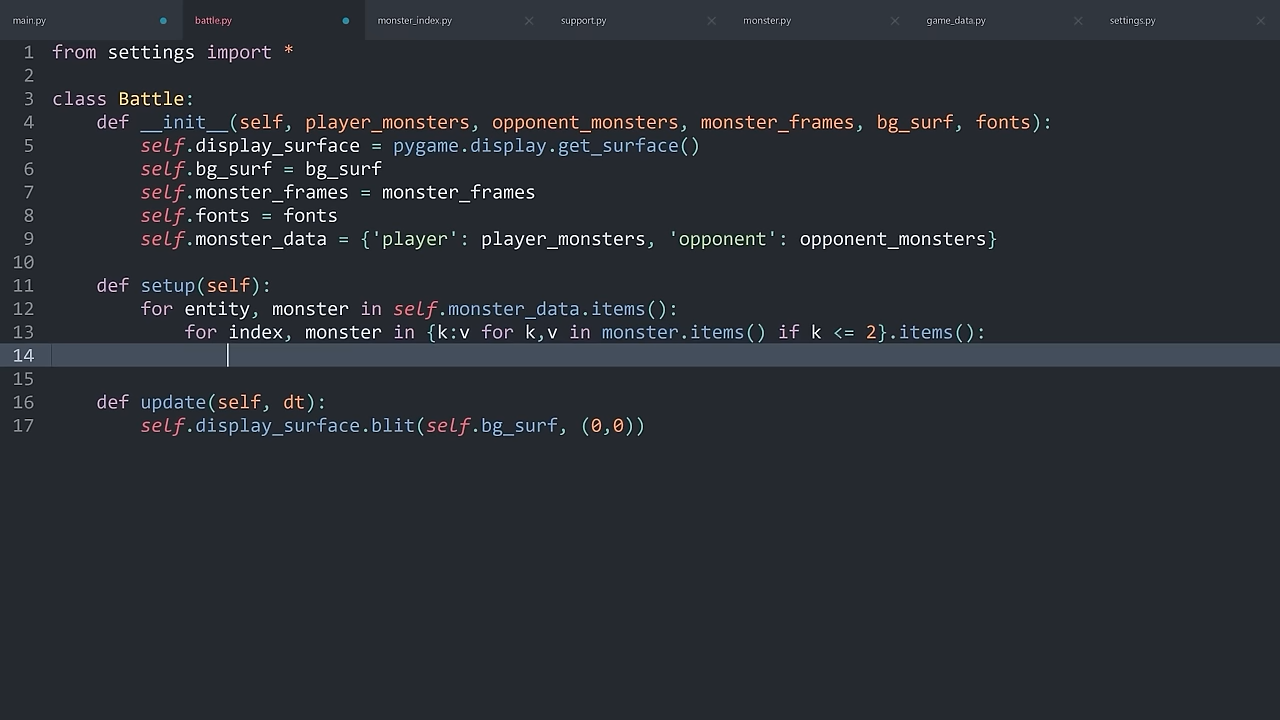 main.py battle.py monster_index.py support.py monster.py game_data.py settings.py
1 from settings import *
2
3 class Battle:
4     def __init__(self, player_monsters, opponent_monsters, monster_frames, bg_surf, fonts):
5         self.display_surface = pygame.display.get_surface()
6         self.bg_surf = bg_surf
7         self.monster_frames = monster_frames
8         self.fonts = fonts
9         self.monster_data = {'player': player_monsters, 'opponent': opponent_monsters}
10
11     def setup(self):
12         for entity, monster in self.monster_data.items():
13             for index, monster in {k:v for k,v in monster.items() if k <= 2}.items():
14
15
16     def update(self, dt):
17         self.display_surface.blit(self.bg_surf, (0,0))